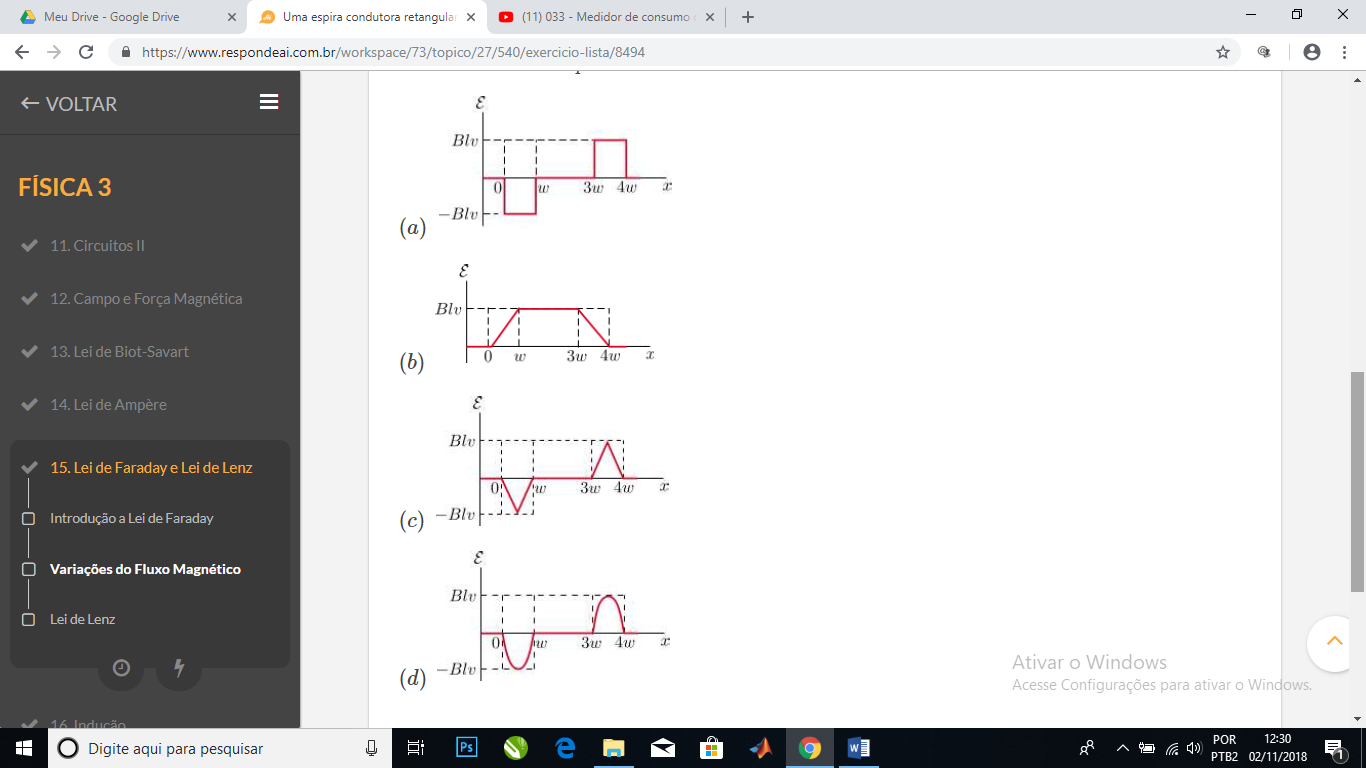 Meu Drive - Google Drive
Uma espira condutora retangular
(11) 033 - Medidor de consumo
https://www.respondeai.com.br/workspace/73/topico/27/540/exercicio-lista/8494
VOLTAR
FÍSICA 3
11. Circuitos II
12. Campo e Força Magnética
13. Lei de Biot-Savart
14. Lei de Ampère
15. Lei de Faraday e Lei de Lenz
Introdução a Lei de Faraday
Variações do Fluxo Magnético
Lei de Lenz
16. Indução
ℰ
Blv
0 w 3w 4w x
−Blv
(a)
ℰ
Blv
0 w 3w 4w x
(b)
ℰ
Blv
0 w 3w 4w x
−Blv
(c)
ℰ
Blv
0 w 3w 4w x
−Blv
(d)
Ativar o Windows
Acesse Configurações para ativar o Windows.
Digite aqui para pesquisar
Ps
POR
PTB2
12:30
02/11/2018
1